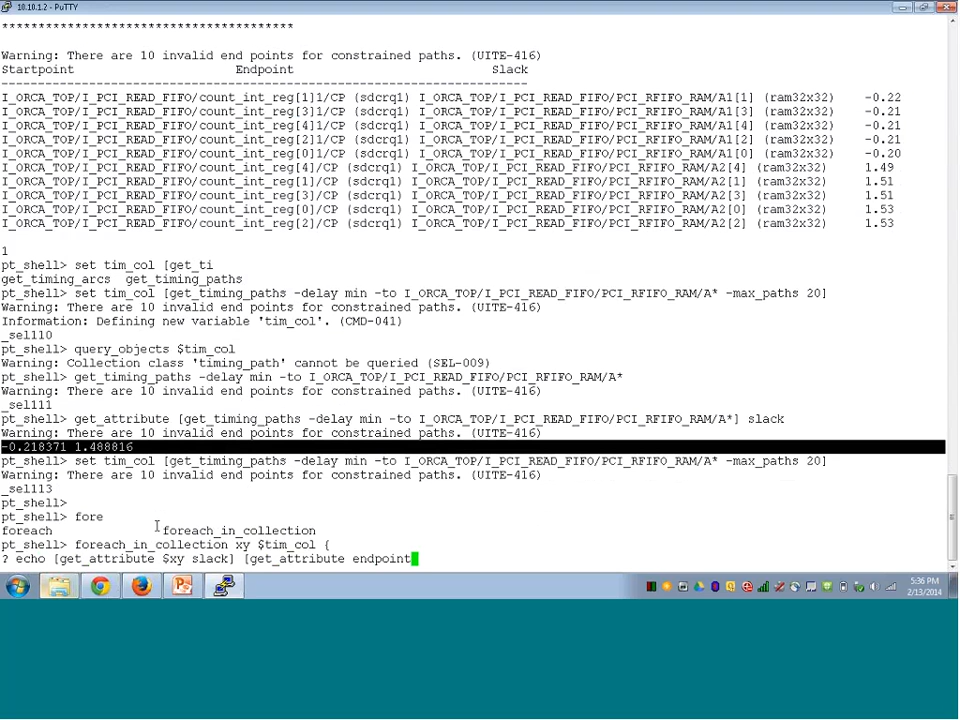 10.10.1.2 - PuTTY
****************************************
Warning: There are 10 invalid end points for constrained paths. (UITE-416)
Startpoint Endpoint Slack
--------------------------------------------------------------------------------
I_ORCA_TOP/I_PCI_READ_FIFO/count_int_reg[1]1/CP (sdcrq1) I_ORCA_TOP/I_PCI_READ_FIFO/PCI_RFIFO_RAM/A1[1] (ram32x32) -0.22
I_ORCA_TOP/I_PCI_READ_FIFO/count_int_reg[3]1/CP (sdcrq1) I_ORCA_TOP/I_PCI_READ_FIFO/PCI_RFIFO_RAM/A1[3] (ram32x32) -0.21
I_ORCA_TOP/I_PCI_READ_FIFO/count_int_reg[4]1/CP (sdcrq1) I_ORCA_TOP/I_PCI_READ_FIFO/PCI_RFIFO_RAM/A1[4] (ram32x32) -0.21
I_ORCA_TOP/I_PCI_READ_FIFO/count_int_reg[2]1/CP (sdcrq1) I_ORCA_TOP/I_PCI_READ_FIFO/PCI_RFIFO_RAM/A1[2] (ram32x32) -0.21
I_ORCA_TOP/I_PCI_READ_FIFO/count_int_reg[0]1/CP (sdcrq1) I_ORCA_TOP/I_PCI_READ_FIFO/PCI_RFIFO_RAM/A1[0] (ram32x32) -0.20
I_ORCA_TOP/I_PCI_READ_FIFO/count_int_reg[4]/CP (sdcrq1) I_ORCA_TOP/I_PCI_READ_FIFO/PCI_RFIFO_RAM/A2[4] (ram32x32) 1.49
I_ORCA_TOP/I_PCI_READ_FIFO/count_int_reg[1]/CP (sdcrq1) I_ORCA_TOP/I_PCI_READ_FIFO/PCI_RFIFO_RAM/A2[1] (ram32x32) 1.51
I_ORCA_TOP/I_PCI_READ_FIFO/count_int_reg[3]/CP (sdcrq1) I_ORCA_TOP/I_PCI_READ_FIFO/PCI_RFIFO_RAM/A2[3] (ram32x32) 1.51
I_ORCA_TOP/I_PCI_READ_FIFO/count_int_reg[0]/CP (sdcrq1) I_ORCA_TOP/I_PCI_READ_FIFO/PCI_RFIFO_RAM/A2[0] (ram32x32) 1.53
I_ORCA_TOP/I_PCI_READ_FIFO/count_int_reg[2]/CP (sdcrq1) I_ORCA_TOP/I_PCI_READ_FIFO/PCI_RFIFO_RAM/A2[2] (ram32x32) 1.53
1
pt_shell> set tim_col [get_ti
get_timing_arcs get_timing_paths
pt_shell> set tim_col [get_timing_paths -delay min -to I_ORCA_TOP/I_PCI_READ_FIFO/PCI_RFIFO_RAM/A* -max_paths 20]
Warning: There are 10 invalid end points for constrained paths. (UITE-416)
Information: Defining new variable 'tim_col'. (CMD-041)
_sel110
pt_shell> query_objects $tim_col
Warning: Collection class 'timing_path' cannot be queried (SEL-009)
pt_shell> get_timing_paths -delay min -to I_ORCA_TOP/I_PCI_READ_FIFO/PCI_RFIFO_RAM/A*
Warning: There are 10 invalid end points for constrained paths. (UITE-416)
_sel111
pt_shell> get_attribute [get_timing_paths -delay min -to I_ORCA_TOP/I_PCI_READ_FIFO/PCI_RFIFO_RAM/A*] slack
Warning: There are 10 invalid end points for constrained paths. (UITE-416)
-0.218371 1.488816
pt_shell> set tim_col [get_timing_paths -delay min -to I_ORCA_TOP/I_PCI_READ_FIFO/PCI_RFIFO_RAM/A* -max_paths 20]
Warning: There are 10 invalid end points for constrained paths. (UITE-416)
_sel113
pt_shell>
pt_shell> fore
foreach foreach_in_collection
pt_shell> foreach_in_collection xy $tim_col {
? echo [get_attribute $xy slack] [get_attribute endpoint
5:36 PM
2/13/2014